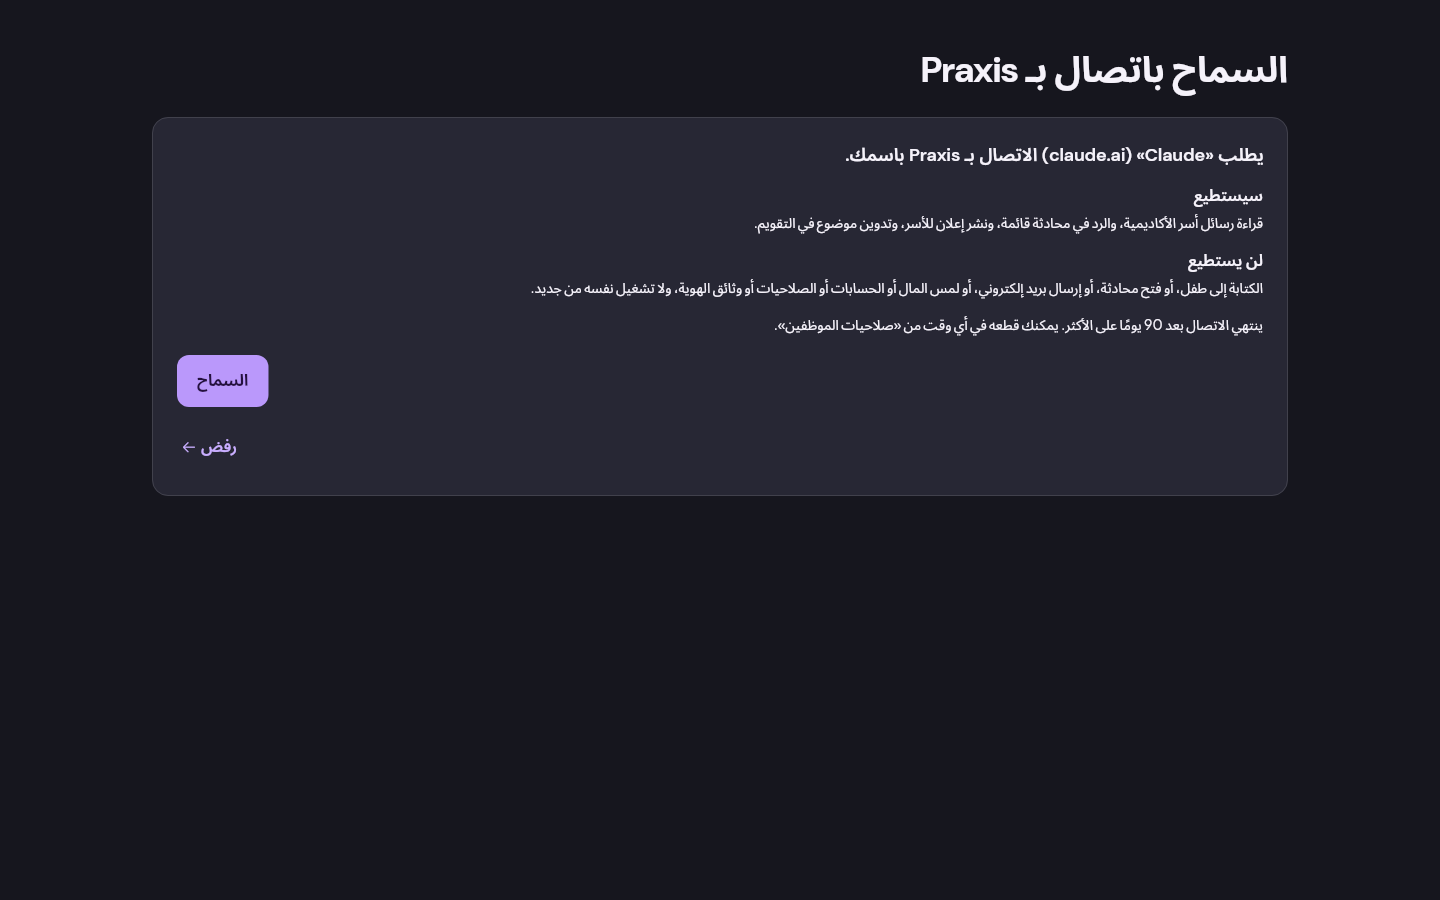 السماح باتصال بـ Praxis
يطلب «Claude» (claude.ai) الاتصال بـ Praxis باسمك.
سيستطيع
قراءة رسائل أسر الأكاديمية، والرد في محادثة قائمة، ونشر إعلان للأسر، وتدوين موضوع في التقويم.
لن يستطيع
الكتابة إلى طفل، أو فتح محادثة، أو إرسال بريد إلكتروني، أو لمس المال أو الحسابات أو الصلاحيات أو وثائق الهوية، ولا تشغيل نفسه من جديد.
ينتهي الاتصال بعد 90 يومًا على الأكثر. يمكنك قطعه في أي وقت من «صلاحيات الموظفين».
السماح
رفض ←